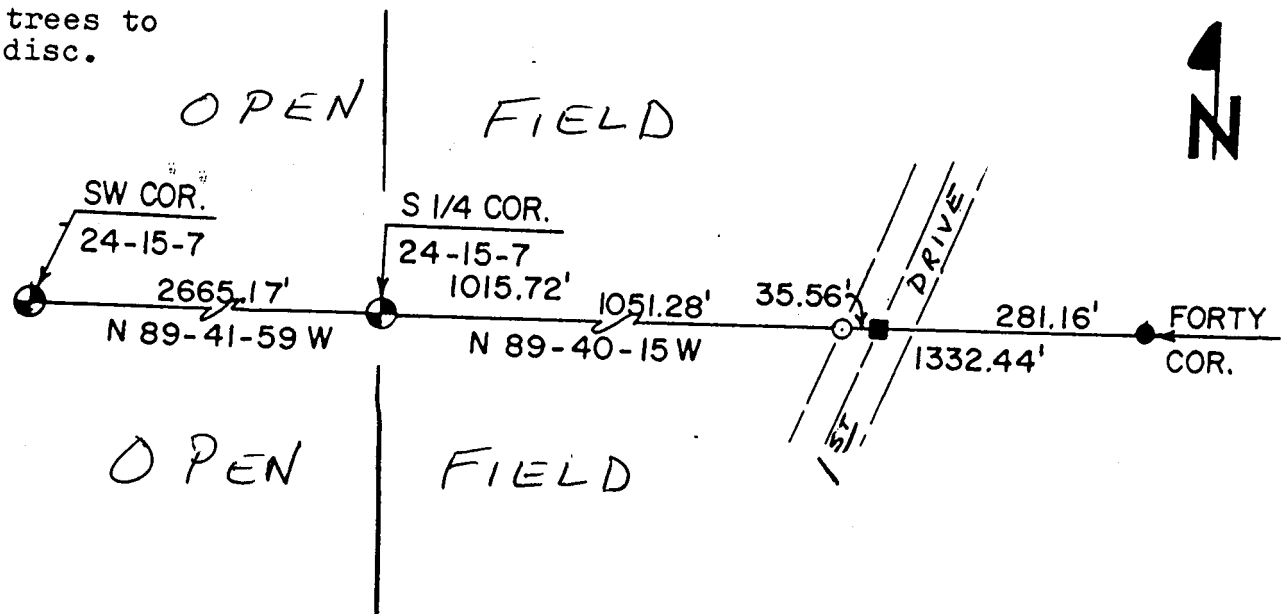 trees to
disc.
OPEN FIELD
N
SW COR.
24-15-7
S 1/4 COR.
24-15-7
2665.17'
1015.72'
1051.28'
35.56'
DRIVE
281.16'
FORTY
N 89-41-59 W
N 89-40-15 W
1332.44'
COR.
1ST
OPEN FIELD